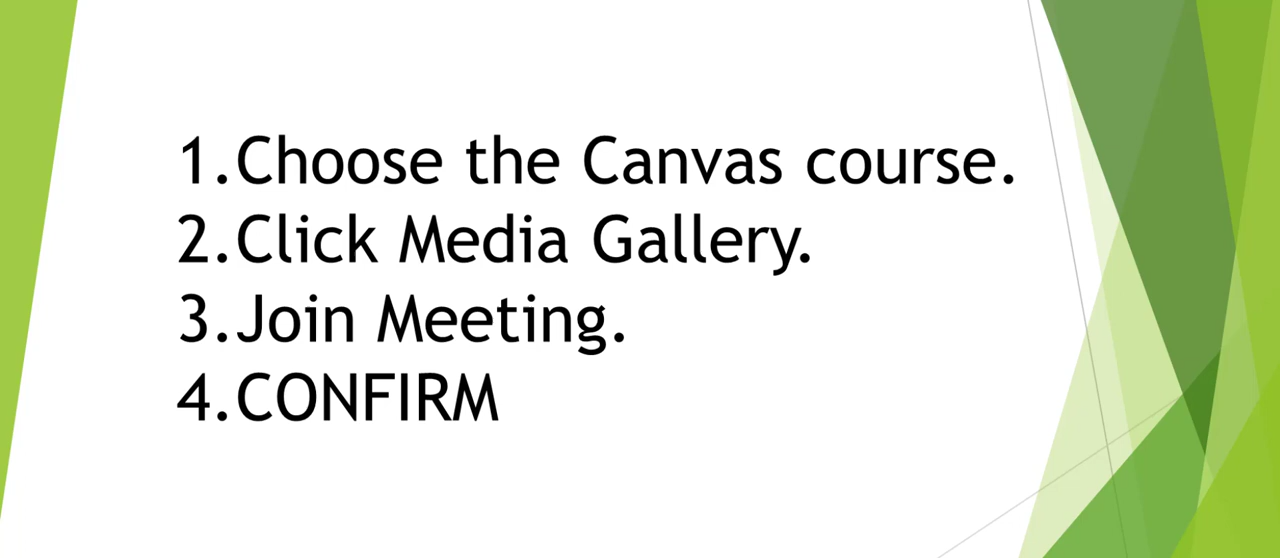 1.Choose the Canvas course.
2.Click Media Gallery.
3.Join Meeting.
4.CONFIRM